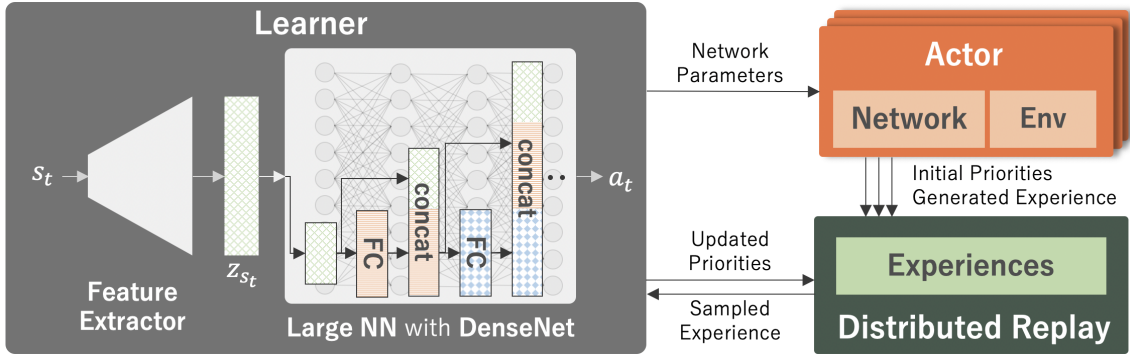 Learner
s_t
z_{s_t}
Feature
Extractor
FC
concat
FC
concat
a_t
Large NN with DenseNet
Network
Parameters
Actor
Network
Env
Initial Priorities
Generated Experience
Updated
Priorities
Sampled
Experience
Experiences
Distributed Replay